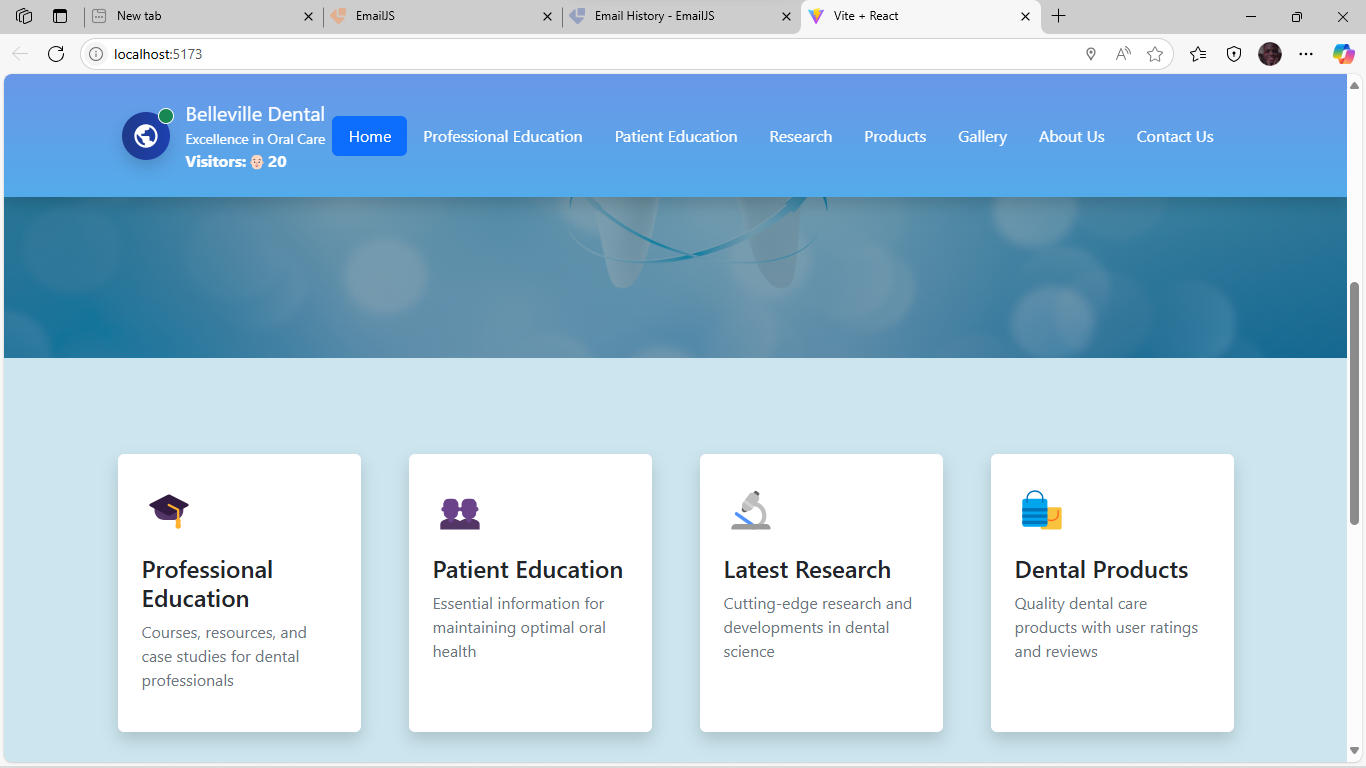 New tab
EmailJS
Email History - EmailJS
Vite + React
localhost:5173
Belleville Dental
Excellence in Oral Care
Visitors: 👨🏻‍🦲 20
Home
Professional Education
Patient Education
Research
Products
Gallery
About Us
Contact Us
Professional
Education
Courses, resources, and
case studies for dental
professionals
Patient Education
Essential information for
maintaining optimal oral
health
Latest Research
Cutting-edge research and
developments in dental
science
Dental Products
Quality dental care
products with user ratings
and reviews